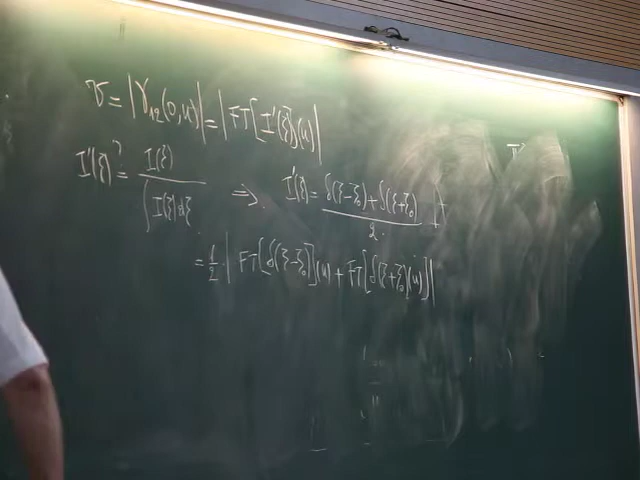 V = |γ₁₂(0,u)| = |FT[I'(ξ)](u)|
I'(ξ) ?= I(ξ) / ∫I(ξ)dξ ⇒ I'(ξ) = (δ(ξ-ξ₀) + δ(ξ+ξ₀)) / 2
= 1/2 |FT[δ(ξ-ξ₀)](u) + FT[δ(ξ+ξ₀)](u)|